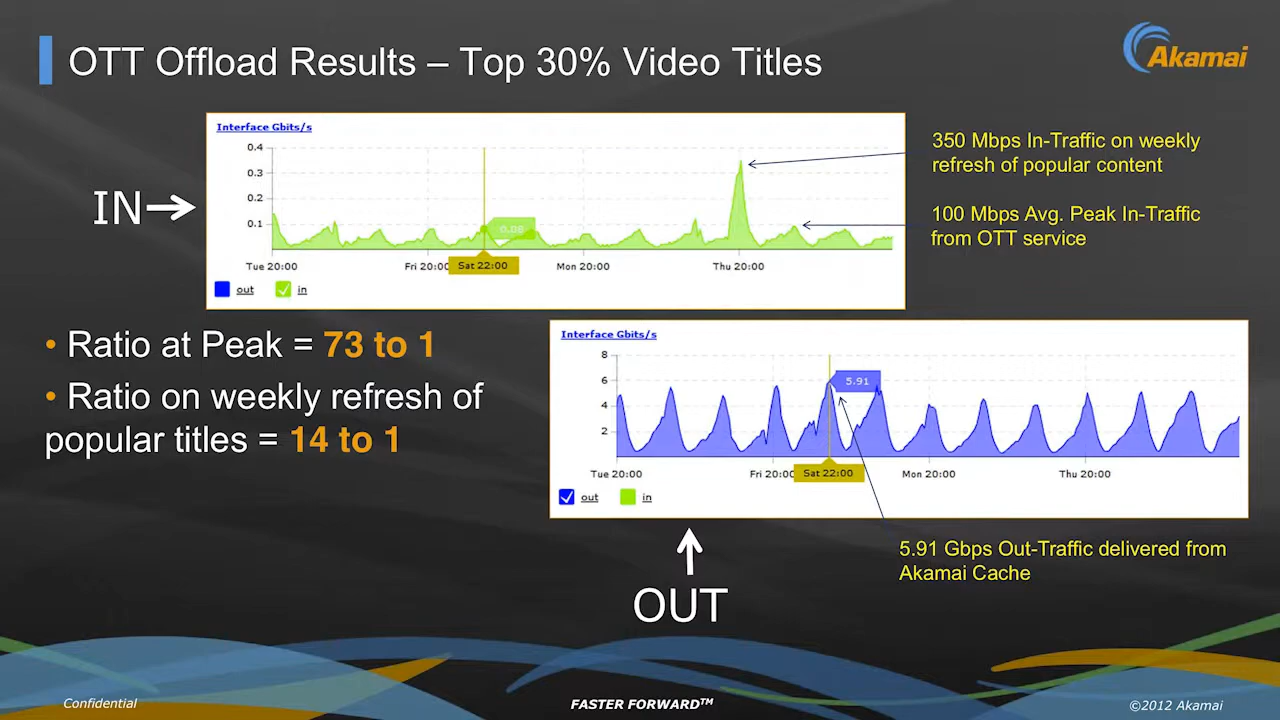 OTT Offload Results – Top 30% Video Titles
Akamai
Interface Gbits/s
0.4
0.3
0.2
0.1
0.08
Tue 20:00
Fri 20:00
Sat 22:00
Mon 20:00
Thu 20:00
out
in
IN
350 Mbps In-Traffic on weekly
refresh of popular content
100 Mbps Avg. Peak In-Traffic
from OTT service
• Ratio at Peak = 73 to 1
• Ratio on weekly refresh of
popular titles = 14 to 1
Interface Gbits/s
8
6
4
2
5.91
Tue 20:00
Fri 20:00
Sat 22:00
Mon 20:00
Thu 20:00
out
in
5.91 Gbps Out-Traffic delivered from
Akamai Cache
OUT
Confidential
FASTER FORWARD™
©2012 Akamai